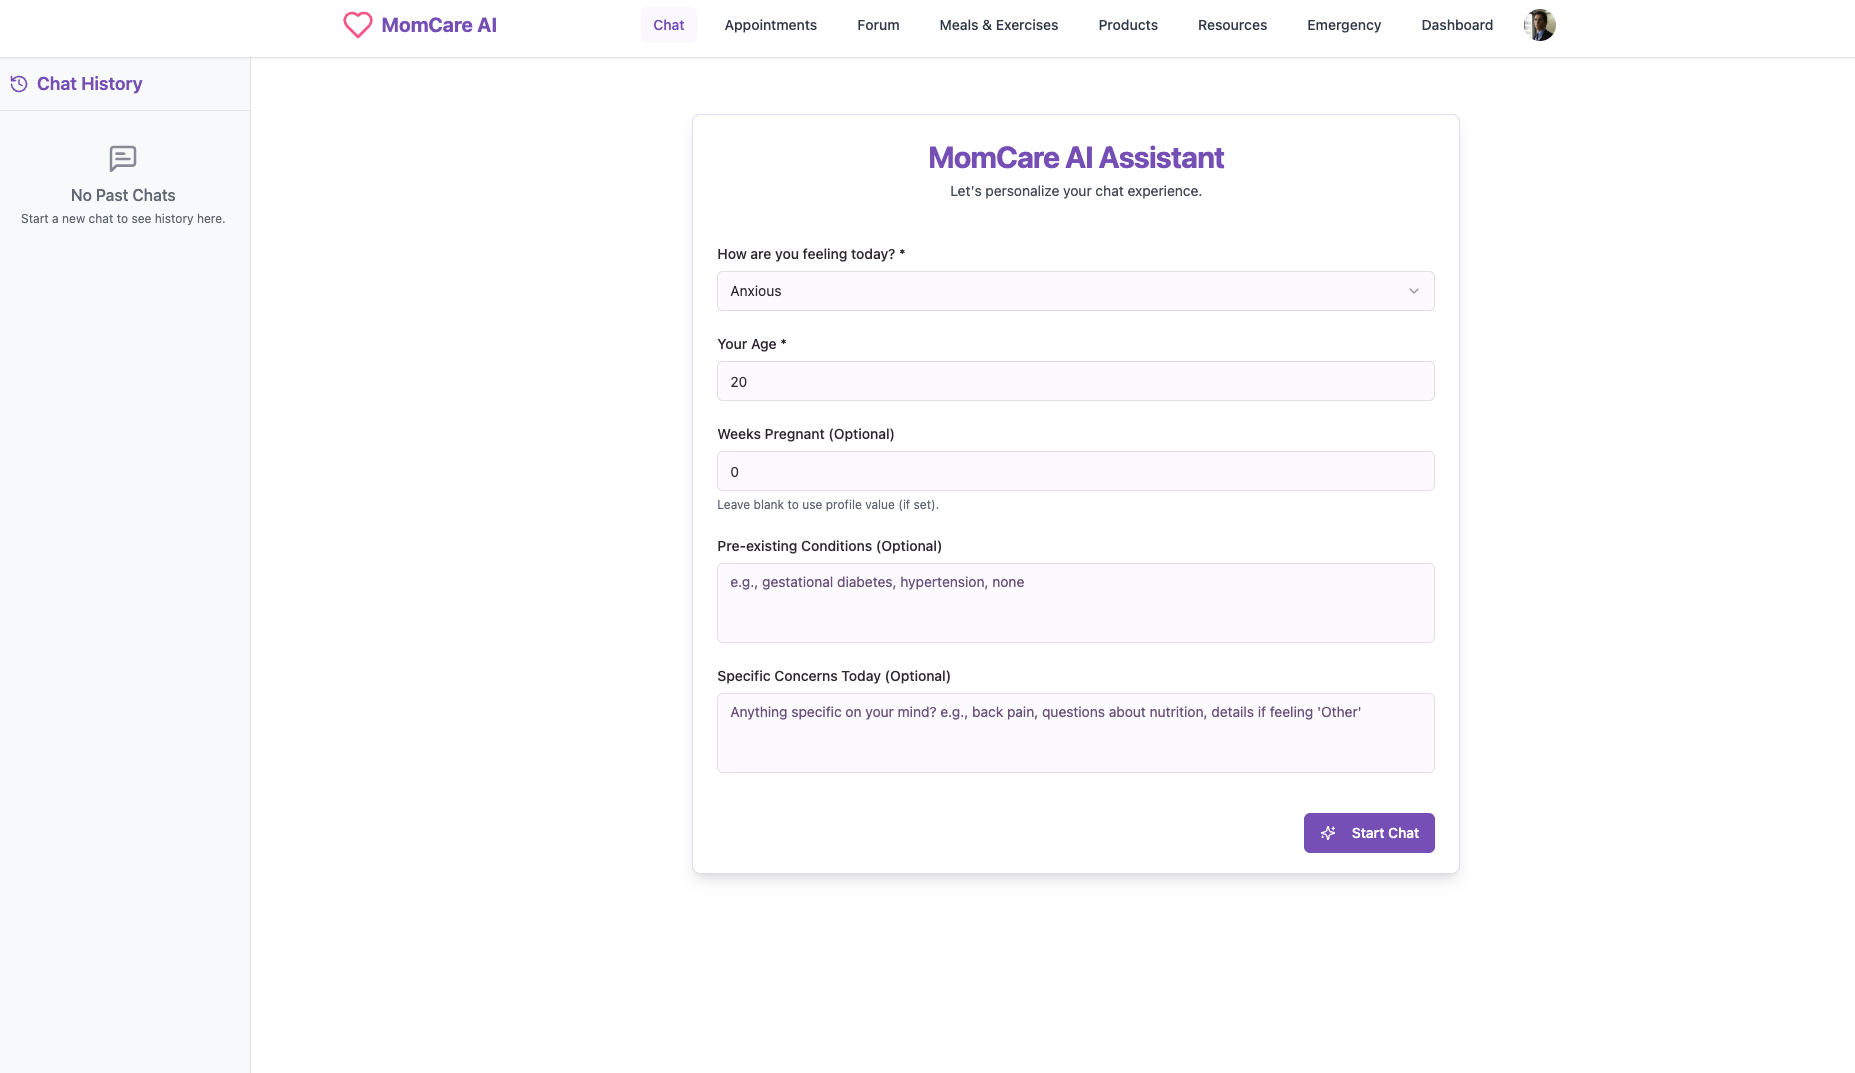 MomCare AI
Chat
Appointments
Forum
Meals & Exercises
Products
Resources
Emergency
Dashboard
Chat History
No Past Chats
Start a new chat to see history here.
MomCare AI Assistant
Let's personalize your chat experience.
How are you feeling today? *
Anxious
Your Age *
20
Weeks Pregnant (Optional)
0
Leave blank to use profile value (if set).
Pre-existing Conditions (Optional)
e.g., gestational diabetes, hypertension, none
Specific Concerns Today (Optional)
Anything specific on your mind? e.g., back pain, questions about nutrition, details if feeling 'Other'
Start Chat